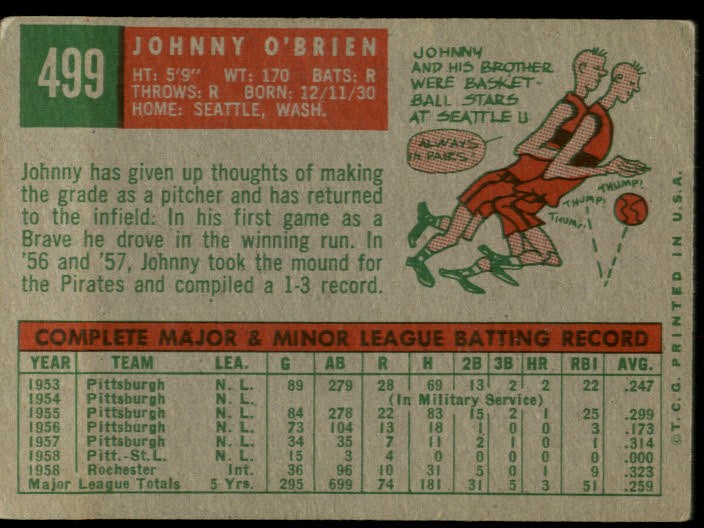 499
JOHNNY O'BRIEN
HT: 5'9" WT: 170 BATS: R
THROWS: R BORN: 12/11/30
HOME: SEATTLE, WASH.
JOHNNY
AND HIS BROTHER
WERE BASKET-
BALL STARS
AT SEATTLE U
ALWAYS
IN PAIRS
THUMP!
THUMP!
THUMP.
Johnny has given up thoughts of making
the grade as a pitcher and has returned
to the infield: In his first game as a
Brave he drove in the winning run. In
'56 and '57, Johnny took the mound for
the Pirates and compiled a 1-3 record.
COMPLETE MAJOR & MINOR LEAGUE BATTING RECORD
YEAR TEAM LEA. G AB R H 2B 3B HR RBI AVG.
1953 Pittsburgh N. L. 89 279 28 69 13 2 2 22 .247
1954 Pittsburgh N. L. (In Military Service)
1955 Pittsburgh N. L. 84 278 22 83 15 2 1 25 .299
1956 Pittsburgh N. L. 73 104 13 18 1 0 0 3 .173
1957 Pittsburgh N. L. 34 35 7 11 2 1 0 1 .314
1958 Pitt.-St.L. N. L. 15 3 4 0 0 0 0 0 .000
1958 Rochester Int. 36 96 10 31 5 0 1 9 .323
Major League Totals 5 Yrs. 295 699 74 181 31 5 3 51 .259
©T.C.G. PRINTED IN U.S.A.